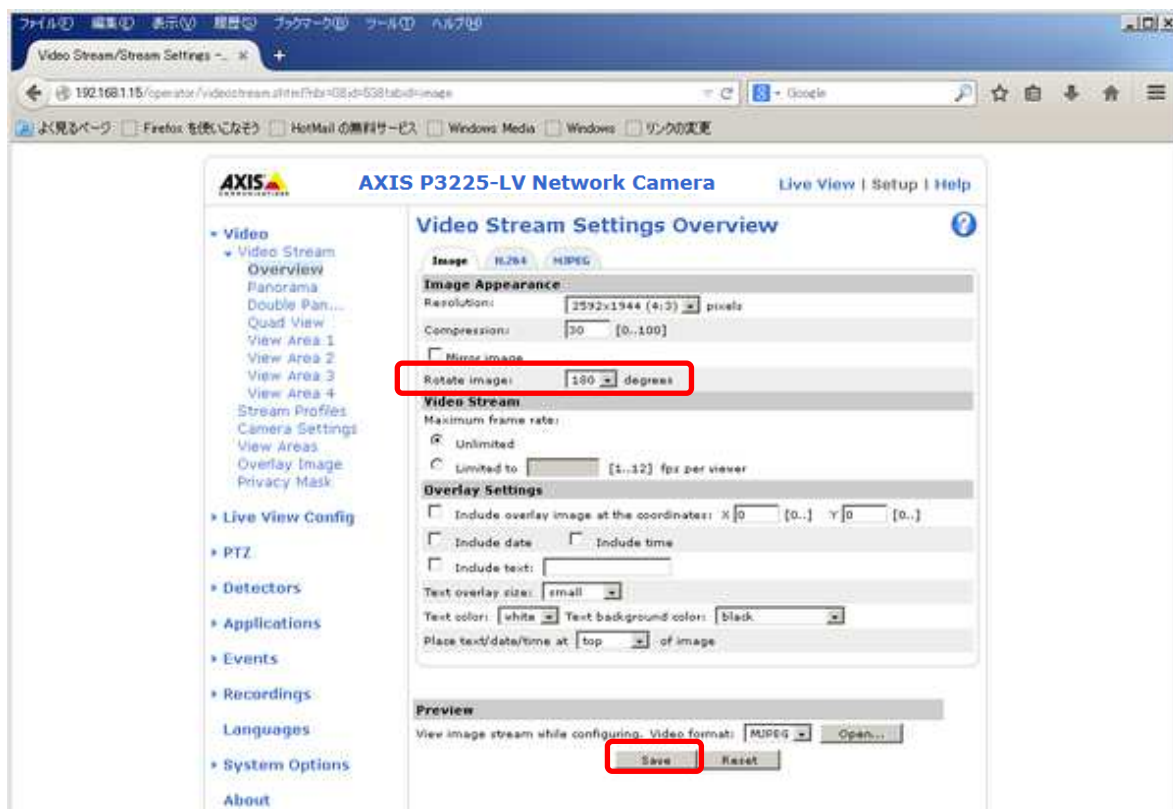 ファイル(F) 編集(E) 表示(V) 履歴(S) ブックマーク(B) ツール(T) ヘルプ(H)
Video Stream/Stream Settings -...
192.168.1.15/operator/videostream.shtml?
Google
よく見るページ Firefox を使いこなそう HotMail の無料サービス Windows Media Windows リンクの変更
AXIS
COMMUNICATIONS
AXIS P3225-LV Network Camera
Live View | Setup | Help
Video
Video Stream
Overview
Panorama
Double Pan...
Quad View
View Area 1
View Area 2
View Area 3
View Area 4
Stream Profiles
Camera Settings
View Areas
Overlay Image
Privacy Mask
Live View Config
PTZ
Detectors
Applications
Events
Recordings
Languages
System Options
About
Video Stream Settings Overview
Image H.264 MJPEG
Image Appearance
Resolution: 2592x1944 (4:3) pixels
Compression: 30 [0..100]
Mirror image
Rotate image: 180 degrees
Video Stream
Maximum frame rate:
Unlimited
Limited to [1..12] fps per viewer
Overlay Settings
Include overlay image at the coordinates: X 0 [0..] Y 0 [0..]
Include date Include time
Include text:
Text overlay size: small
Text color: white Text background color: black
Place text/date/time at top of image
Preview
View image stream while configuring. Video format: MJPEG Open...
Save Reset